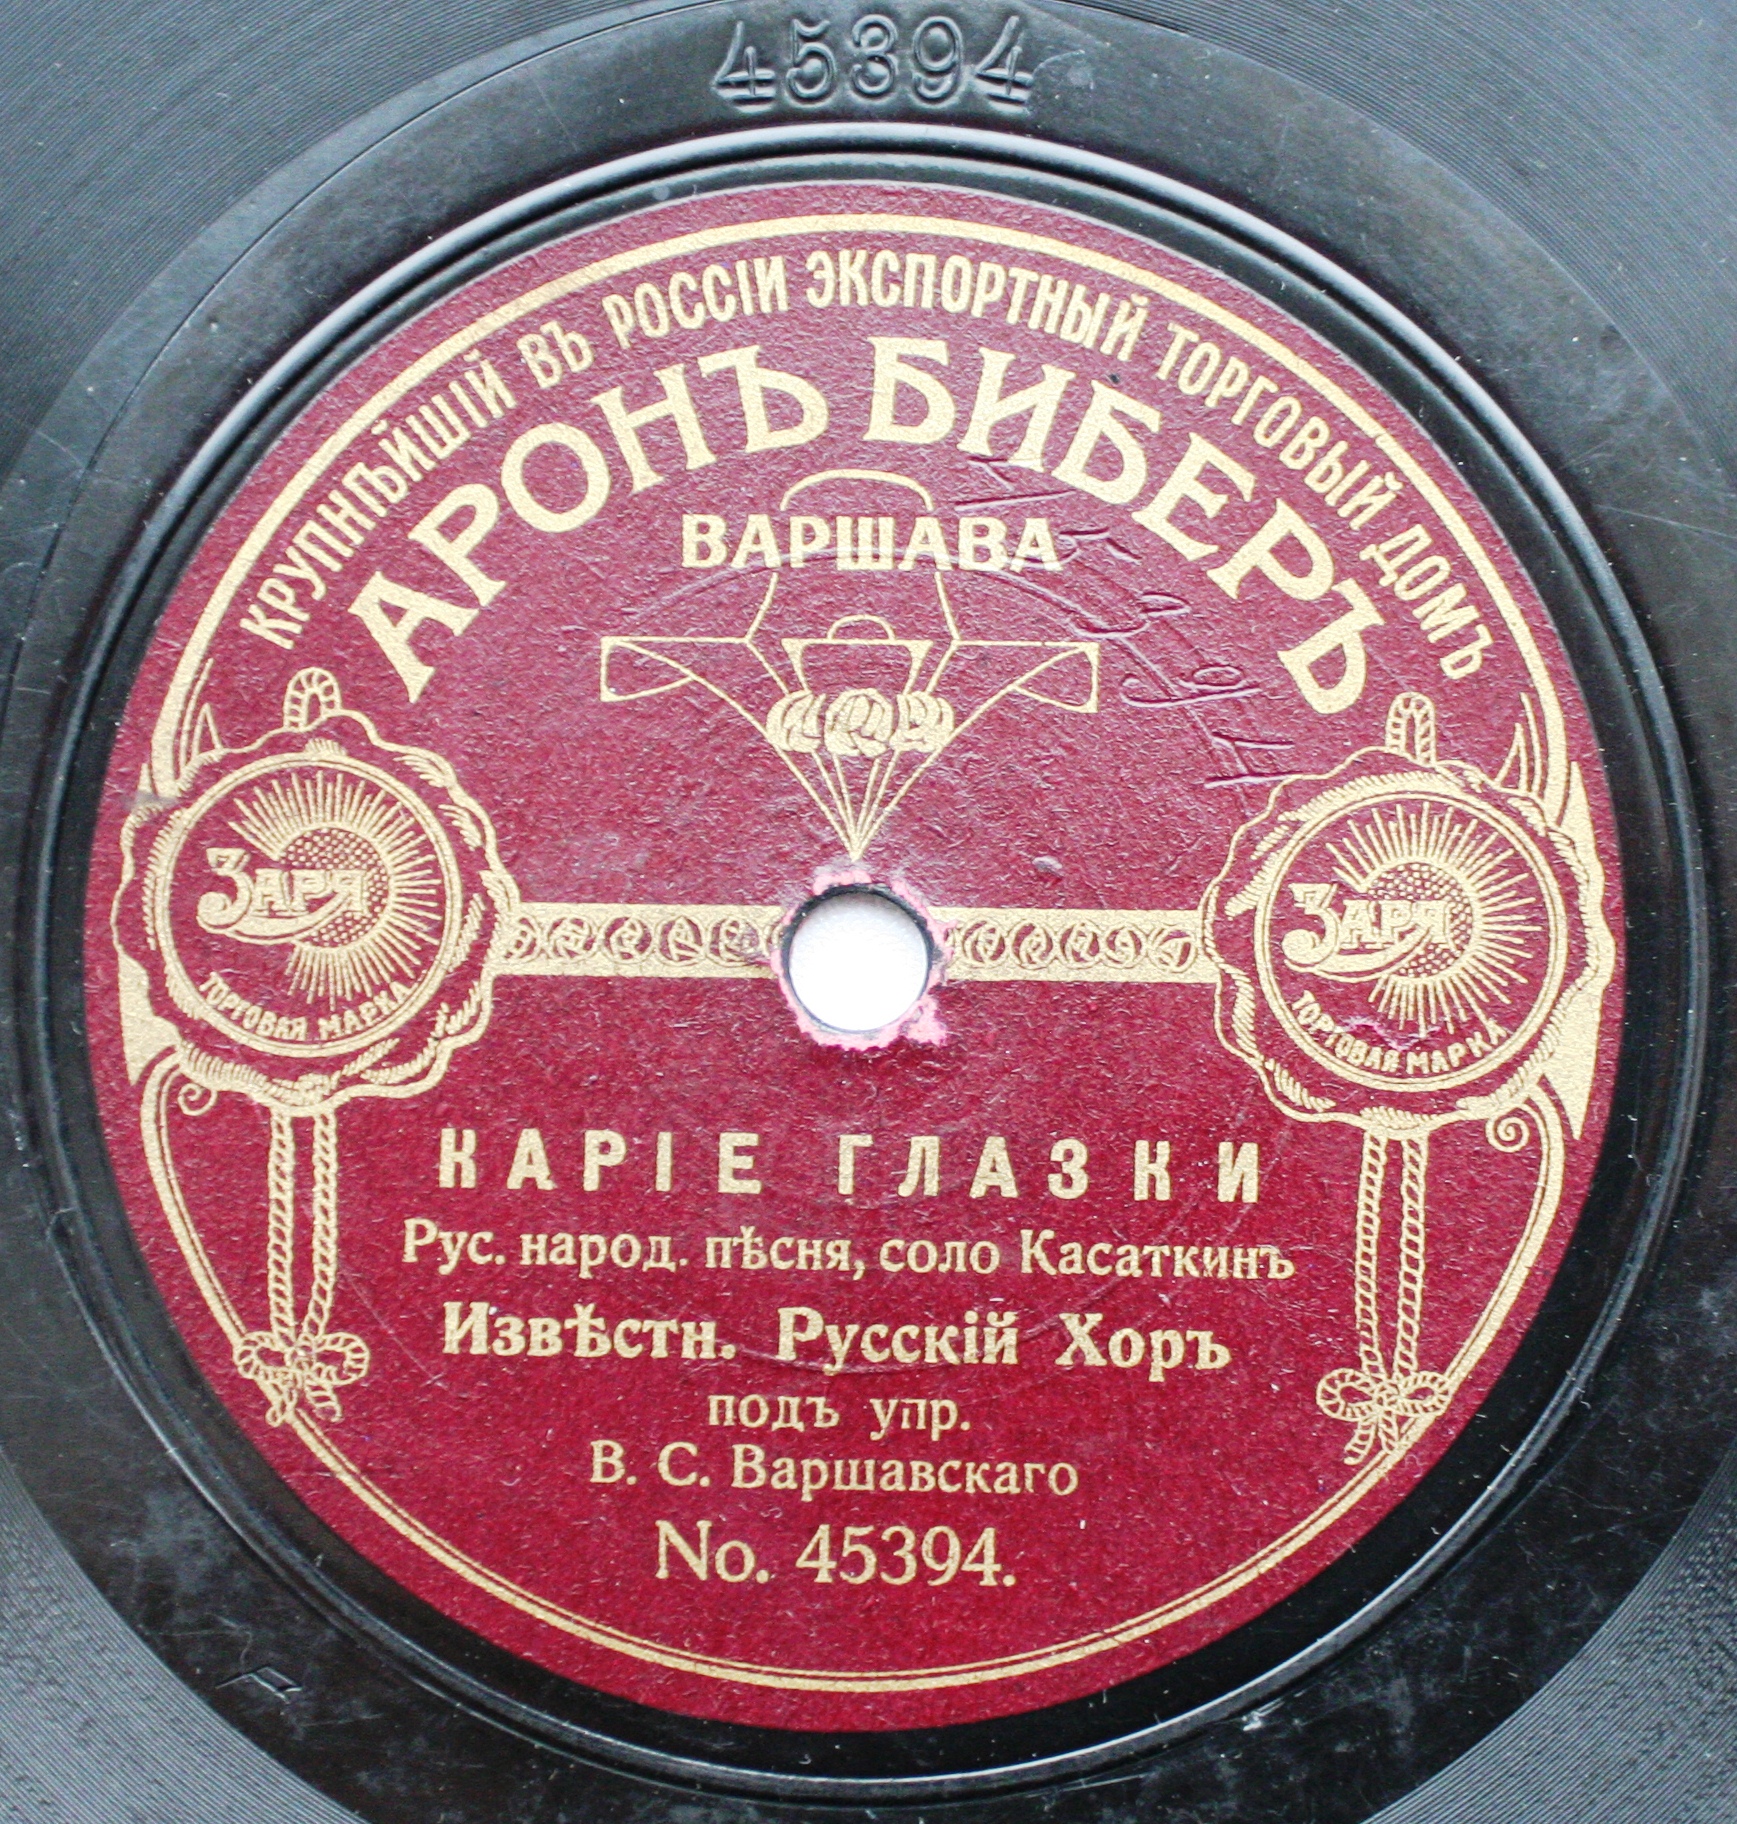 45394
КРУПНѢЙШІЙ ВЪ РОССІИ ЭКСПОРТНЫЙ ТОРГОВЫЙ ДОМЪ
АРОНЪ БИБЕРЪ
ВАРШАВА
ЗАРЯ
ТОРГОВАЯ МАРКА
ЗАРЯ
ТОРГОВАЯ МАРКА
КАРІЕ ГЛАЗКИ
Рус. народ. пѣсня, соло Касаткинъ
Извѣстн. Русскій Хоръ
подъ упр.
В. С. Варшавскаго
No. 45394.